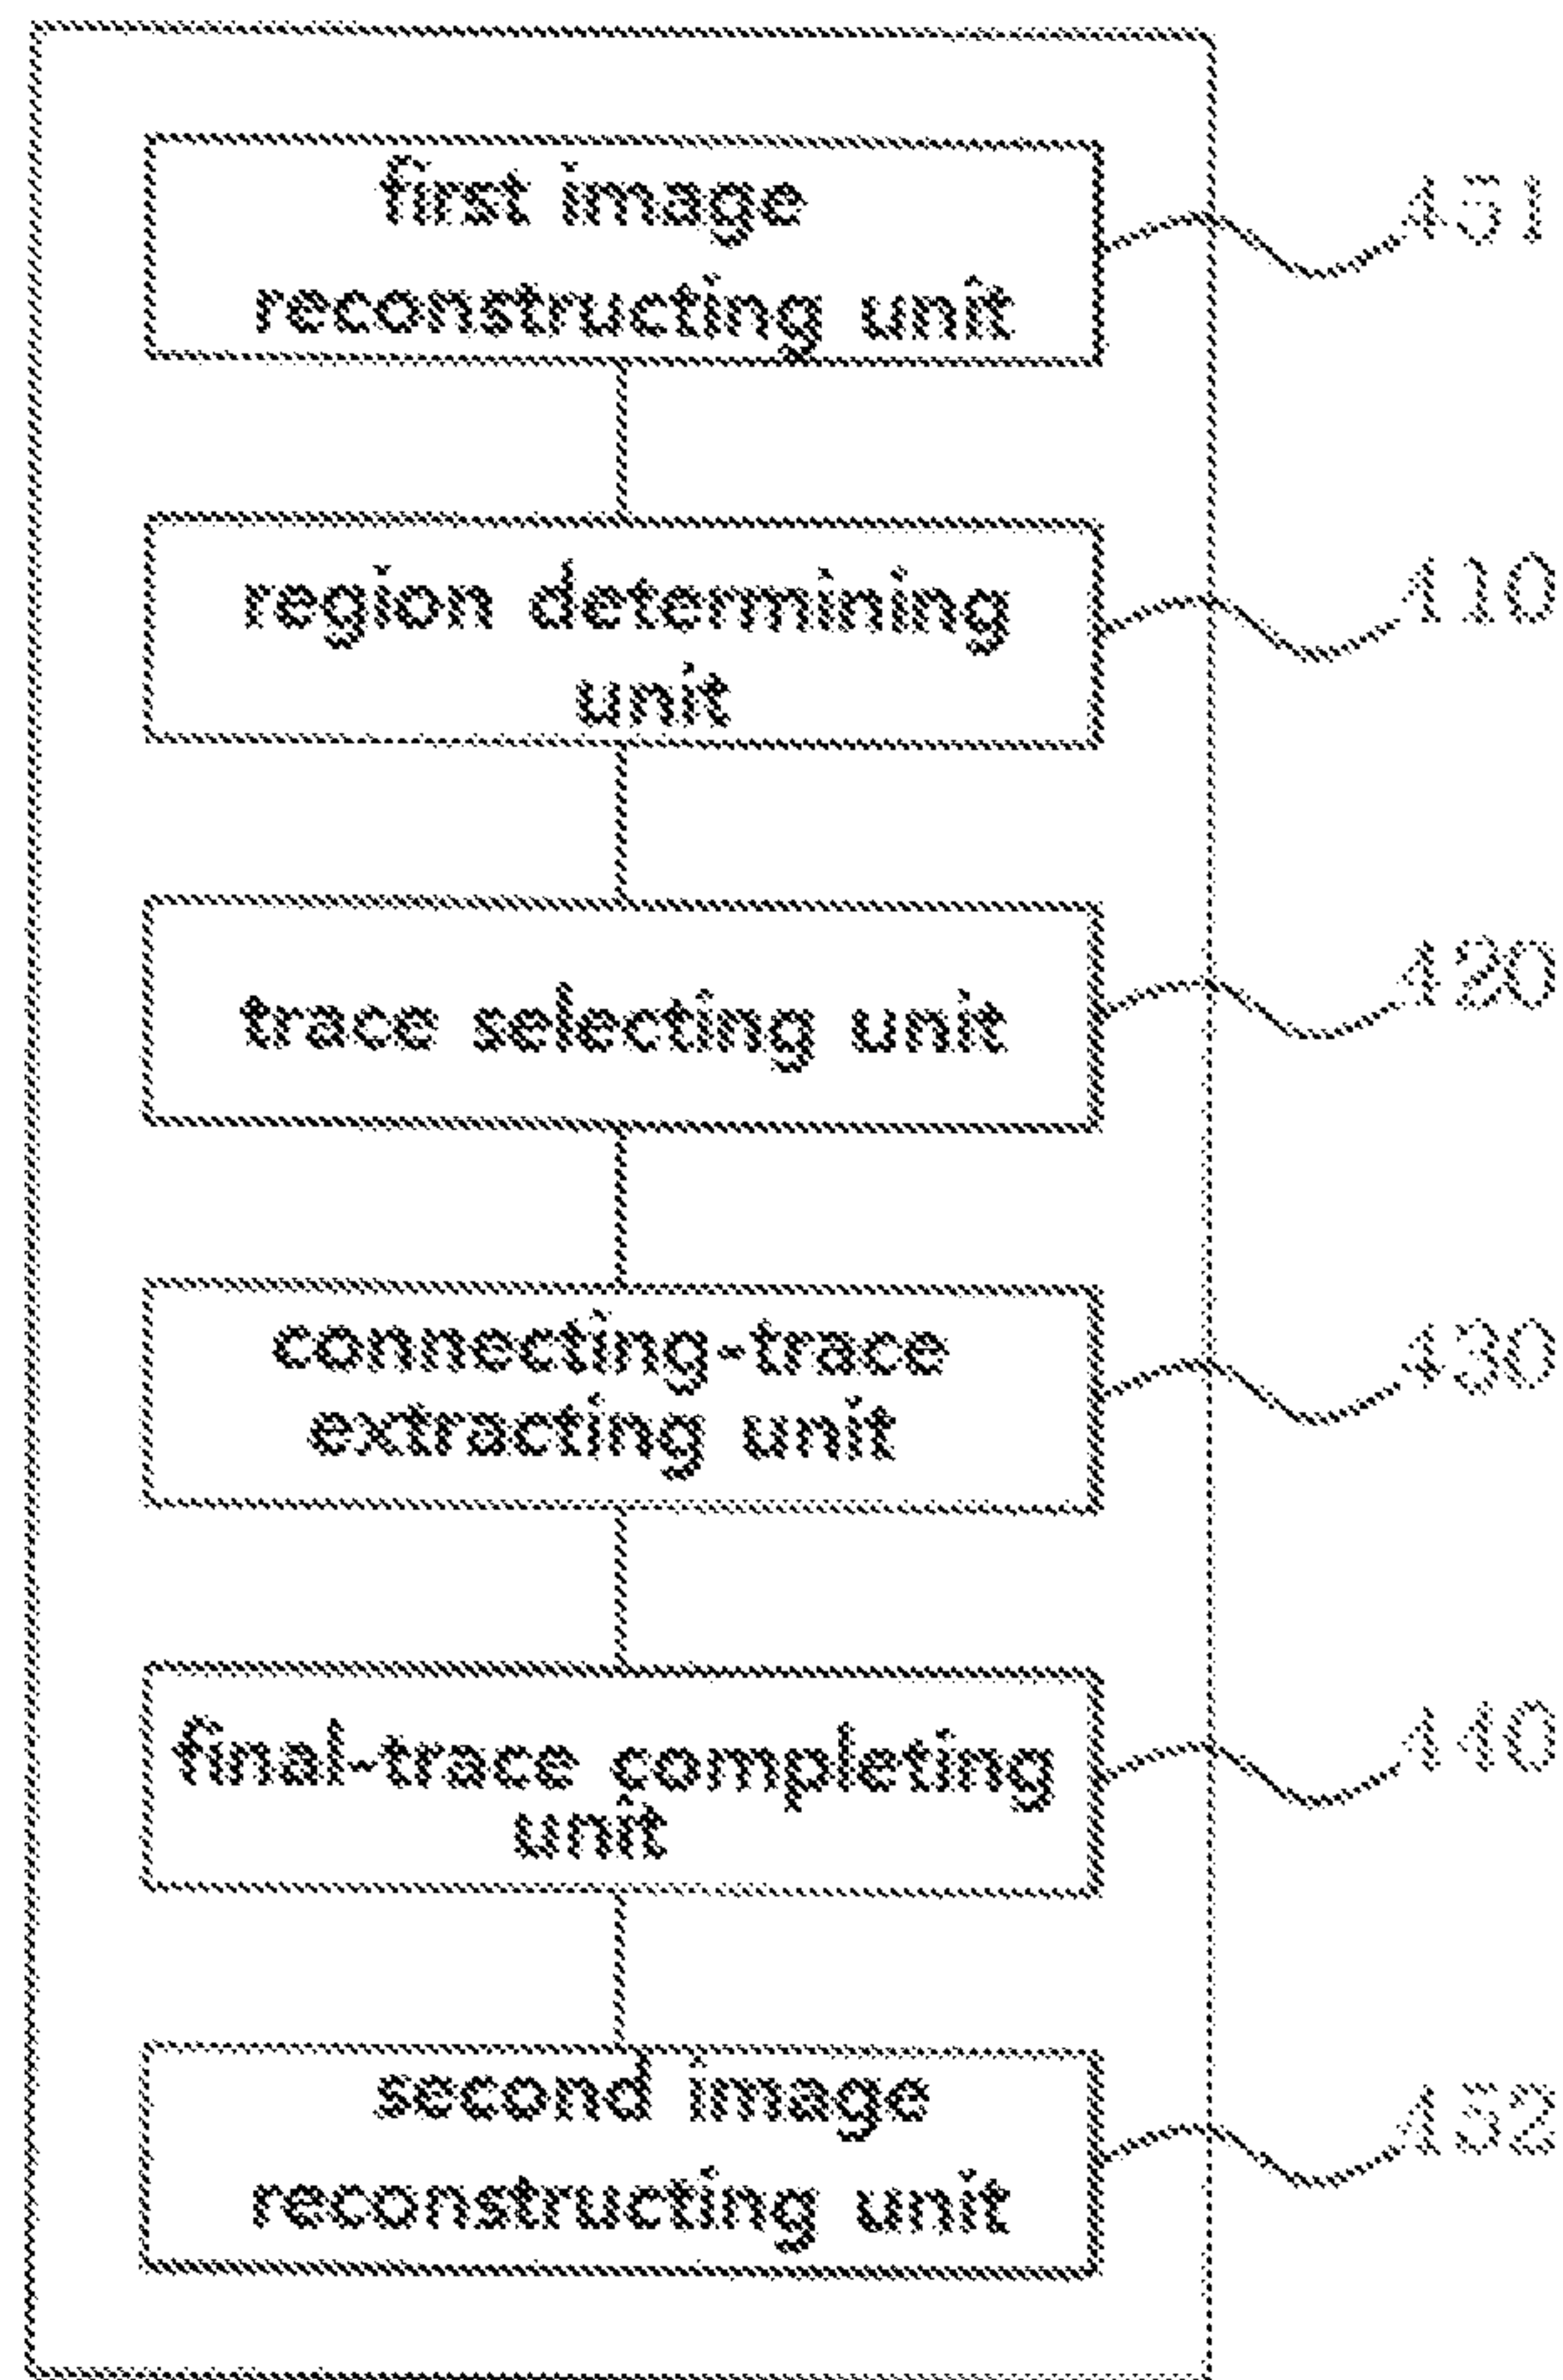 first image
reconstructing unit
451
region determining
unit
410
trace selecting unit
420
connecting-trace
extracting unit
430
final-trace completing
unit
440
second image
reconstructing unit
452